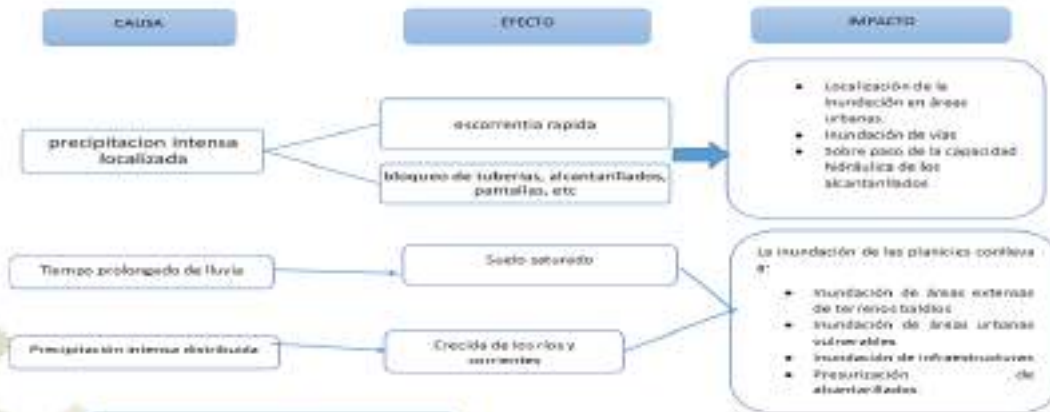 CAUSA
EFECTO
IMPACTO
precipitacion intensa
localizada
escorrentia rapida
bloqueo de tuberias, alcantarillados,
pantallas, etc
Localización de la
inundación en áreas
urbanas.
Inundación de vías
Sobre paso de la capacidad
hidráulica de los
alcantarillados
Tiempo prolongado de lluvia
Suelo saturado
Precipitación intensa distribuida
Crecida de los ríos y
corrientes
La inundación de las planicies conlleva
a:
Inundación de áreas extensas
de terrenos baldíos
Inundación de áreas urbanas
vulnerables
Inundación de infraestructuras
Presurización de
alcantarillados